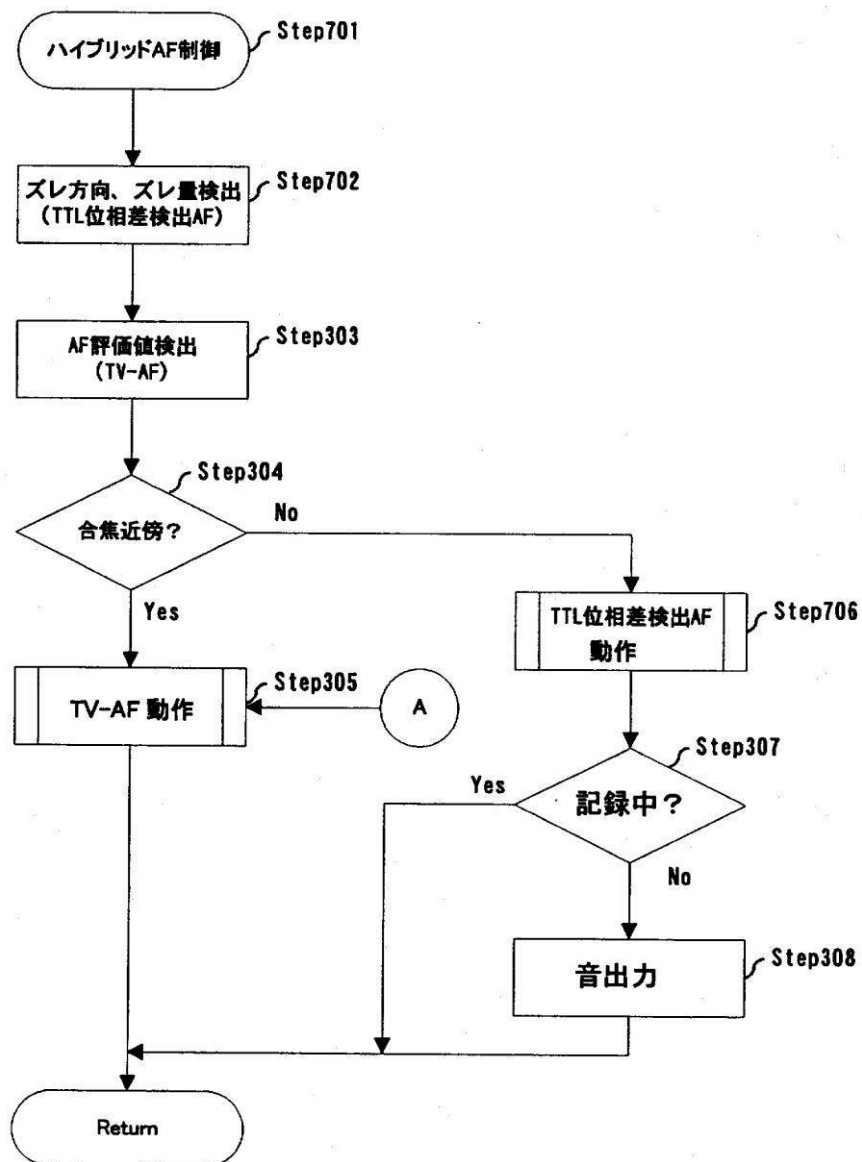 ハイブリッドAF制御
Step701
ズレ方向、ズレ量検出
(TTL位相差検出AF)
Step702
AF評価値検出
(TV-AF)
Step303
Step304
合焦近傍？
No
Yes
TTL位相差検出AF
動作
Step706
TV-AF 動作
Step305
A
Step307
記録中？
Yes
No
音出力
Step308
Return